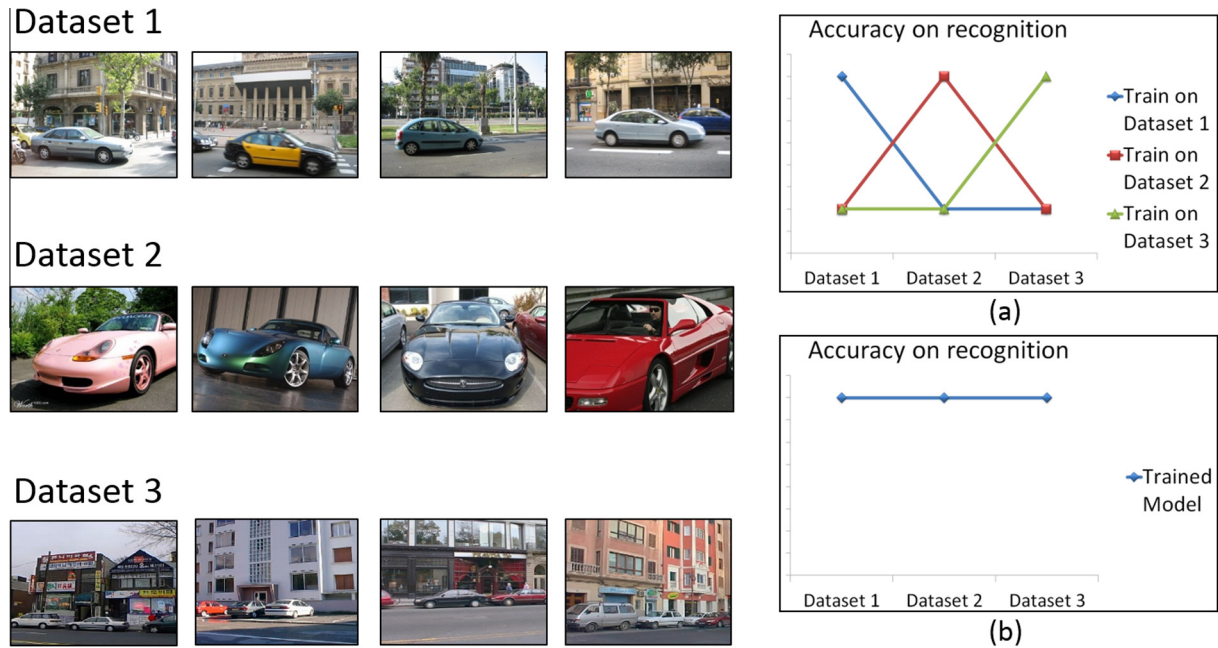 Dataset 1
Dataset 2
Dataset 3
Accuracy on recognition
Train on
Dataset 1
Train on
Dataset 2
Train on
Dataset 3
Dataset 1 Dataset 2 Dataset 3
(a)
Accuracy on recognition
Trained
Model
Dataset 1 Dataset 2 Dataset 3
(b)